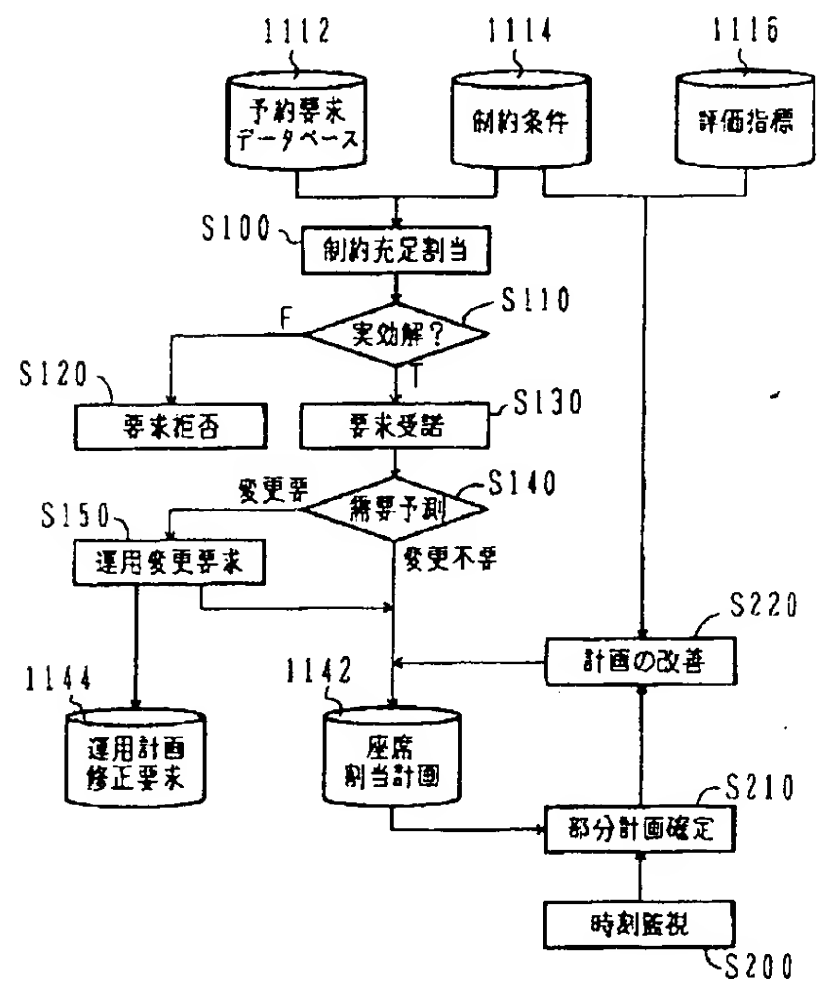 1112
1114
1116
予約要求
データベース
制約条件
評価指標
S100
制約充足割当
S110
実効解?
F
T
S120
要求拒否
S130
要求受諾
S140
需要予測
変更要
変更不要
S150
運用変更要求
S220
計画の改善
1144
運用計画
修正要求
1142
座席
割当計画
S210
部分計画確定
時刻監視
S200